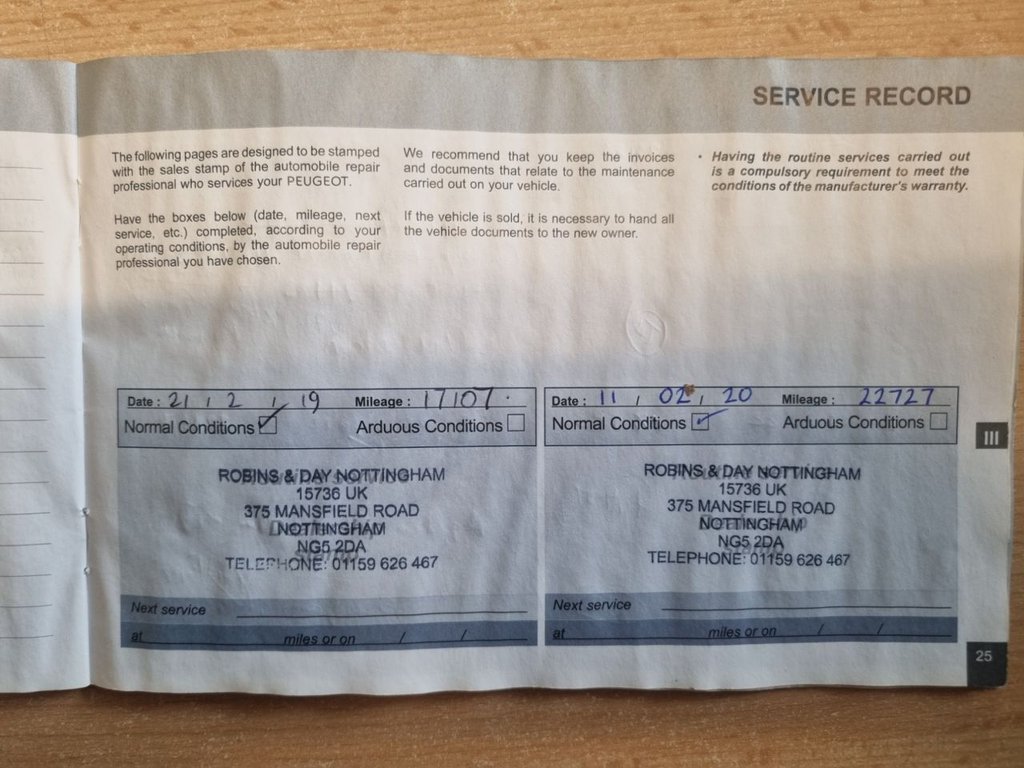 SERVICE RECORD
The following pages are designed to be stamped
with the sales stamp of the automobile repair
professional who services your PEUGEOT.
Have the boxes below (date, mileage, next
service, etc.) completed, according to your
operating conditions, by the automobile repair
professional you have chosen.
We recommend that you keep the invoices
and documents that relate to the maintenance
carried out on your vehicle.
If the vehicle is sold, it is necessary to hand all
the vehicle documents to the new owner.
• Having the routine services carried out
is a compulsory requirement to meet the
conditions of the manufacturer's warranty.
Date : 21 / 2 / 19 Mileage : 17107
Normal Conditions Arduous Conditions
ROBINS & DAY NOTTINGHAM
15736 UK
375 MANSFIELD ROAD
NOTTINGHAM
NG5 2DA
TELEPHONE: 01159 626 467
Next service
at miles or on / /
Date : 11 / 02 / 20 Mileage : 22727
Normal Conditions Arduous Conditions
ROBINS & DAY NOTTINGHAM
15736 UK
375 MANSFIELD ROAD
NOTTINGHAM
NG5 2DA
TELEPHONE: 01159 626 467
Next service
at miles or on / /
III
25